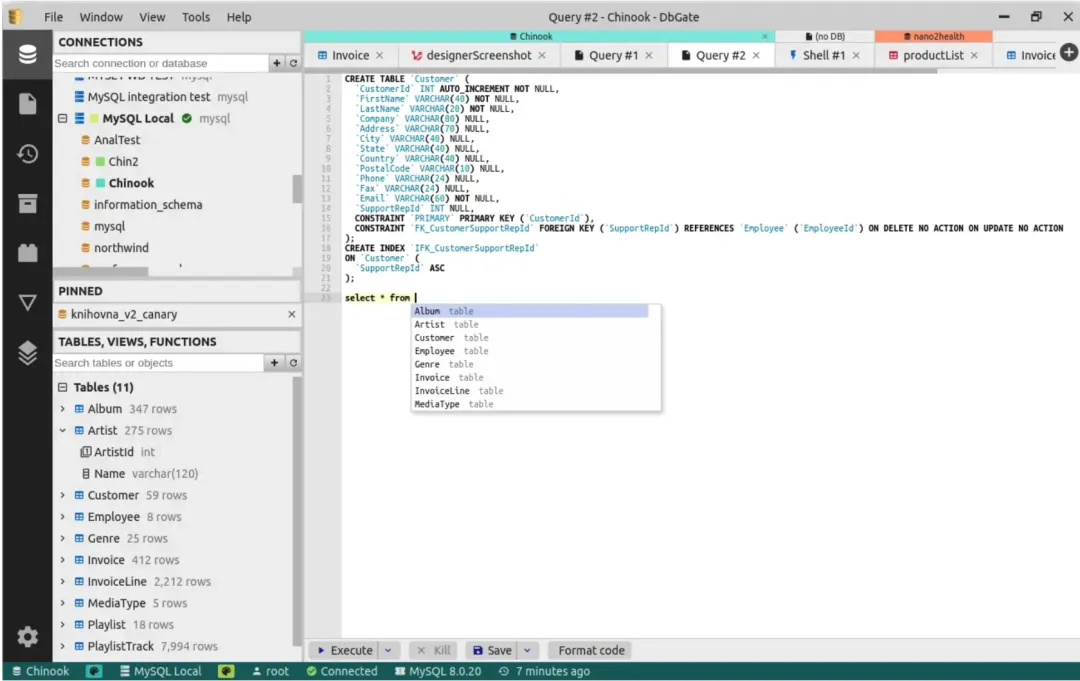 File Window View Tools Help
Query #2 - Chinook - DbGate
CONNECTIONS
Search connection or database
MySQL integration test mysql
MySQL Local mysql
AnalTest
Chin2
Chinook
information_schema
mysql
northwind
PINNED
knihovna_v2_canary
TABLES, VIEWS, FUNCTIONS
Search tables or objects
Tables (11)
Album 347 rows
Artist 275 rows
ArtistId int
Name varchar(120)
Customer 59 rows
Employee 8 rows
Genre 25 rows
Invoice 412 rows
InvoiceLine 2,212 rows
MediaType 5 rows
Playlist 18 rows
PlaylistTrack 7,994 rows
Chinook (no DB) nano2health
Invoice designerScreenshot Query #1 Query #2 Shell #1 productList Invoice
1 CREATE TABLE `Customer` (
2 `CustomerId` INT AUTO_INCREMENT NOT NULL,
3 `FirstName` VARCHAR(40) NOT NULL,
4 `LastName` VARCHAR(20) NOT NULL,
5 `Company` VARCHAR(80) NULL,
6 `Address` VARCHAR(70) NULL,
7 `City` VARCHAR(40) NULL,
8 `State` VARCHAR(40) NULL,
9 `Country` VARCHAR(40) NULL,
10 `PostalCode` VARCHAR(10) NULL,
11 `Phone` VARCHAR(24) NULL,
12 `Fax` VARCHAR(24) NULL,
13 `Email` VARCHAR(60) NOT NULL,
14 `SupportRepId` INT NULL,
15 CONSTRAINT `PRIMARY` PRIMARY KEY (`CustomerId`),
16 CONSTRAINT `FK_CustomerSupportRepId` FOREIGN KEY (`SupportRepId`) REFERENCES `Employee` (`EmployeeId`) ON DELETE NO ACTION ON UPDATE NO ACTION
17 );
18 CREATE INDEX `IFK_CustomerSupportRepId`
19 ON `Customer` (
20 `SupportRepId` ASC
21 );
22
23 select * from
Album table
Artist table
Customer table
Employee table
Genre table
Invoice table
InvoiceLine table
MediaType table
Execute Kill Save Format code
Chinook MySQL Local root Connected MySQL 8.0.20 7 minutes ago